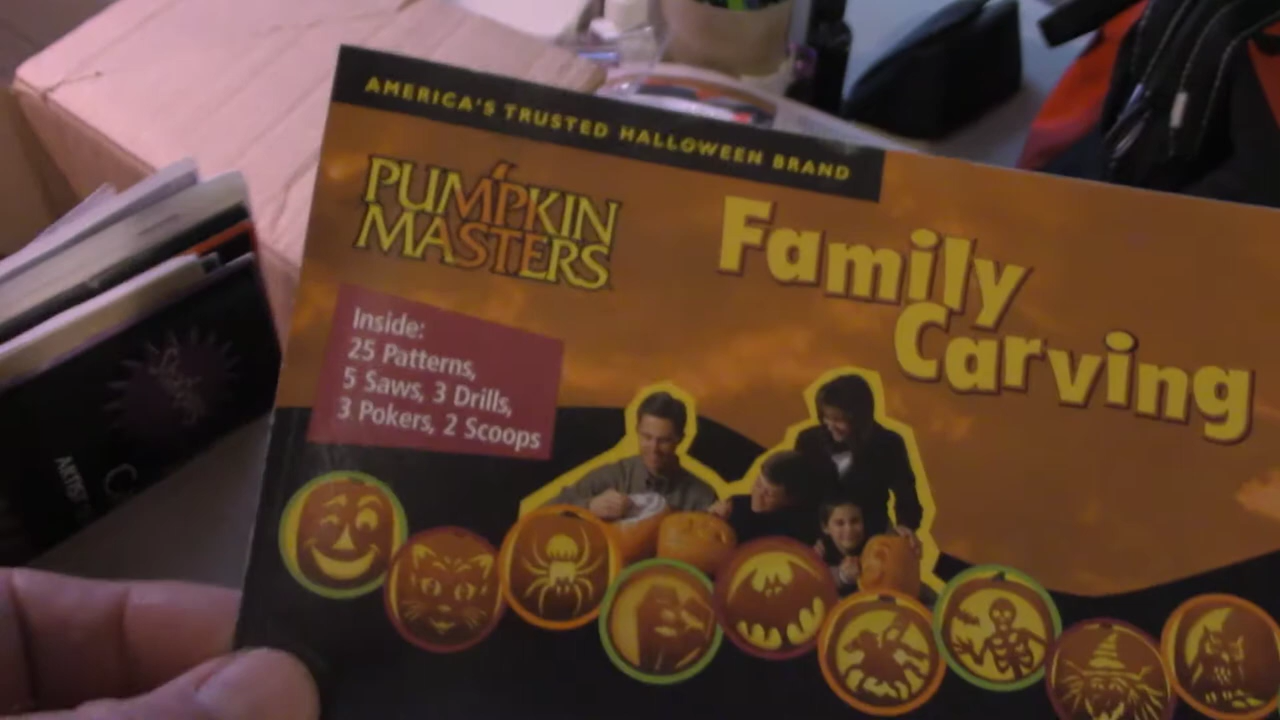 AMERICA'S TRUSTED HALLOWEEN BRAND
PUMPKIN
MASTERS
Family
Carving
Inside:
25 Patterns,
5 Saws, 3 Drills,
3 Pokers, 2 Scoops